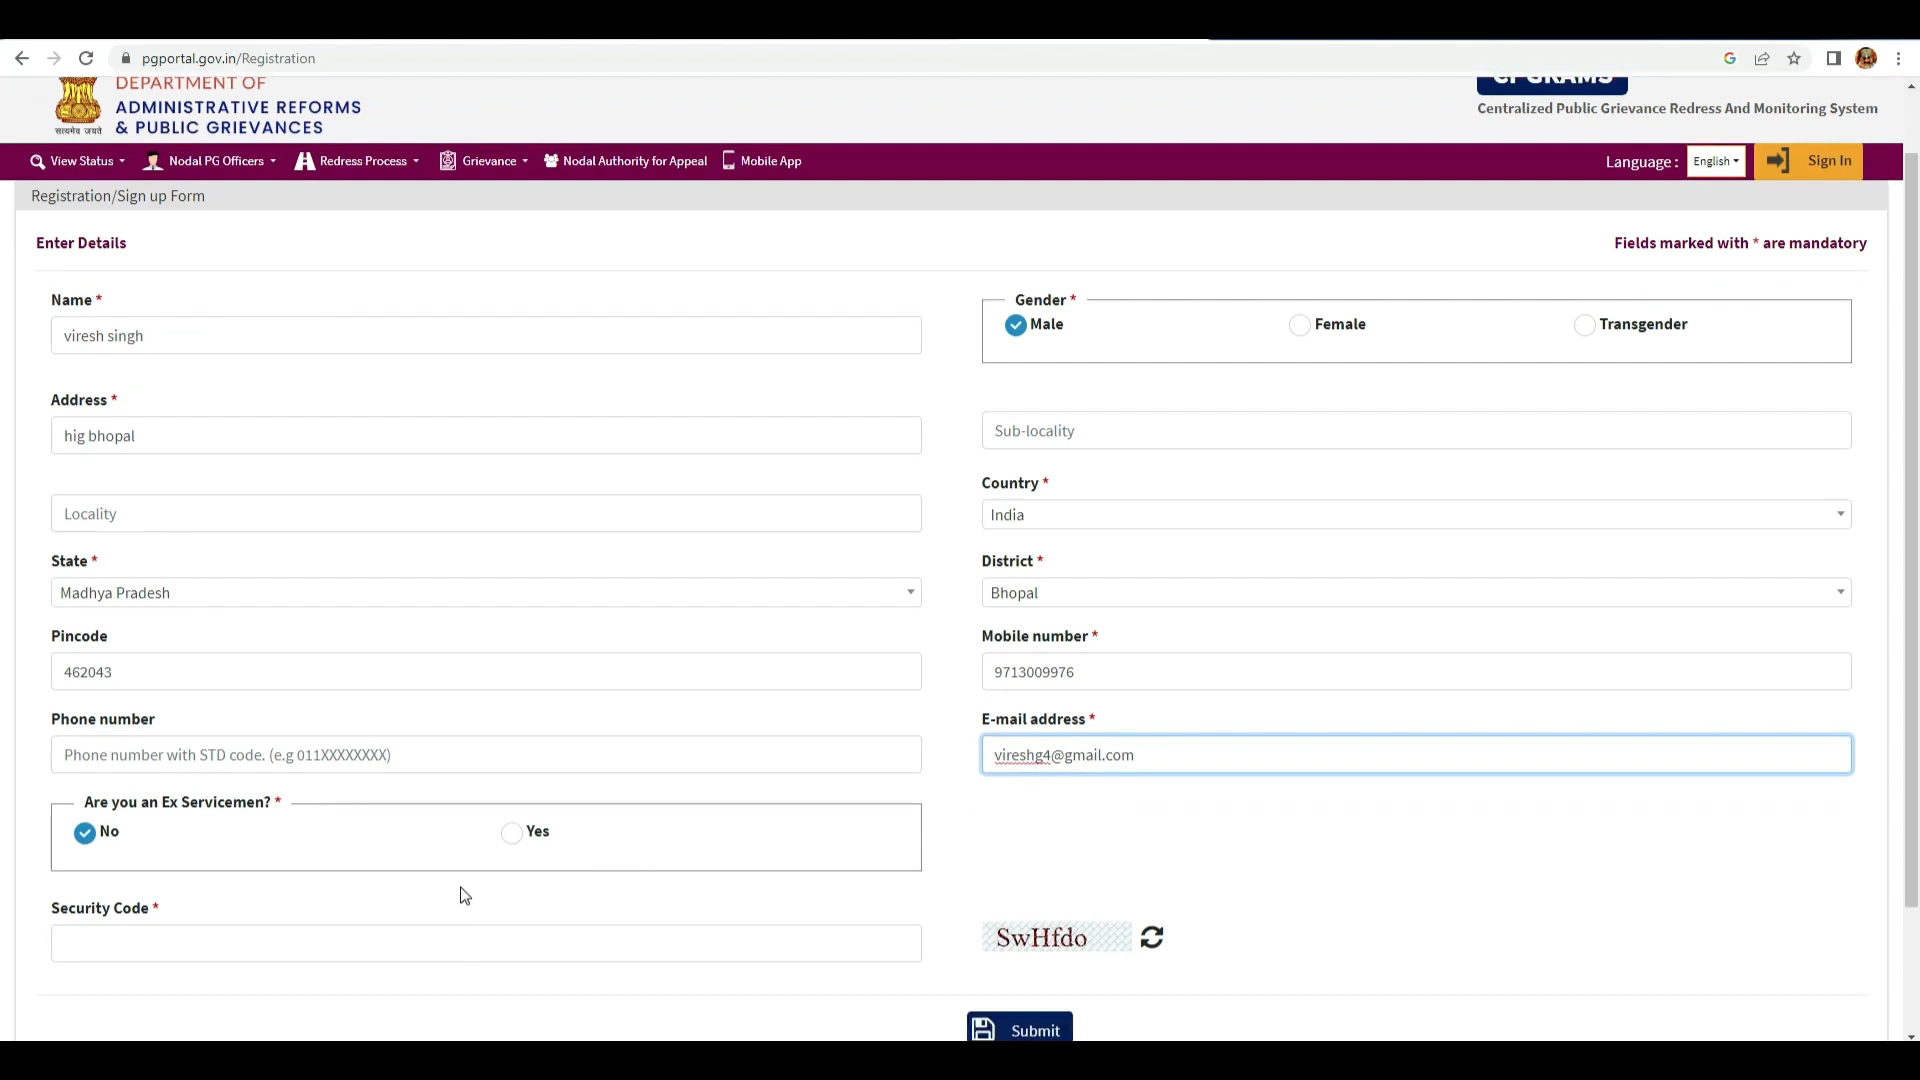 pgportal.gov.in/Registration
DEPARTMENT OF
ADMINISTRATIVE REFORMS
& PUBLIC GRIEVANCES
सत्यमेव जयते
CPGRAMS
Centralized Public Grievance Redress And Monitoring System
View Status Nodal PG Officers Redress Process Grievance Nodal Authority for Appeal Mobile App Language : English Sign In
Registration/Sign up Form
Enter Details Fields marked with * are mandatory
Name * Gender *
viresh singh Male Female Transgender
Address *
hig bhopal Sub-locality
Country *
Locality India
State * District *
Madhya Pradesh Bhopal
Pincode Mobile number *
462043 9713009976
Phone number E-mail address *
Phone number with STD code. (e.g 011XXXXXXXX) vireshg4@gmail.com
Are you an Ex Servicemen? *
No Yes
Security Code *
SwHfdo
Submit